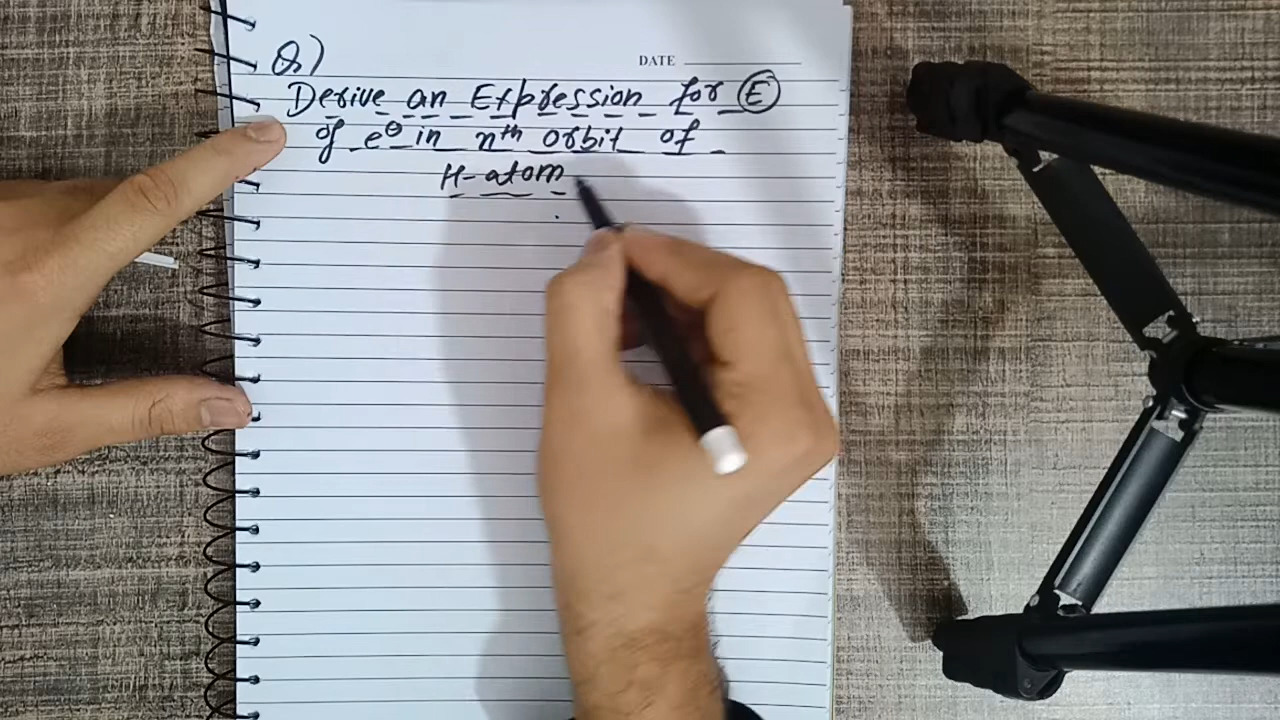 Q)
DATE
Derive an Expression for E
of e⊖ in nth orbit of
H-atom